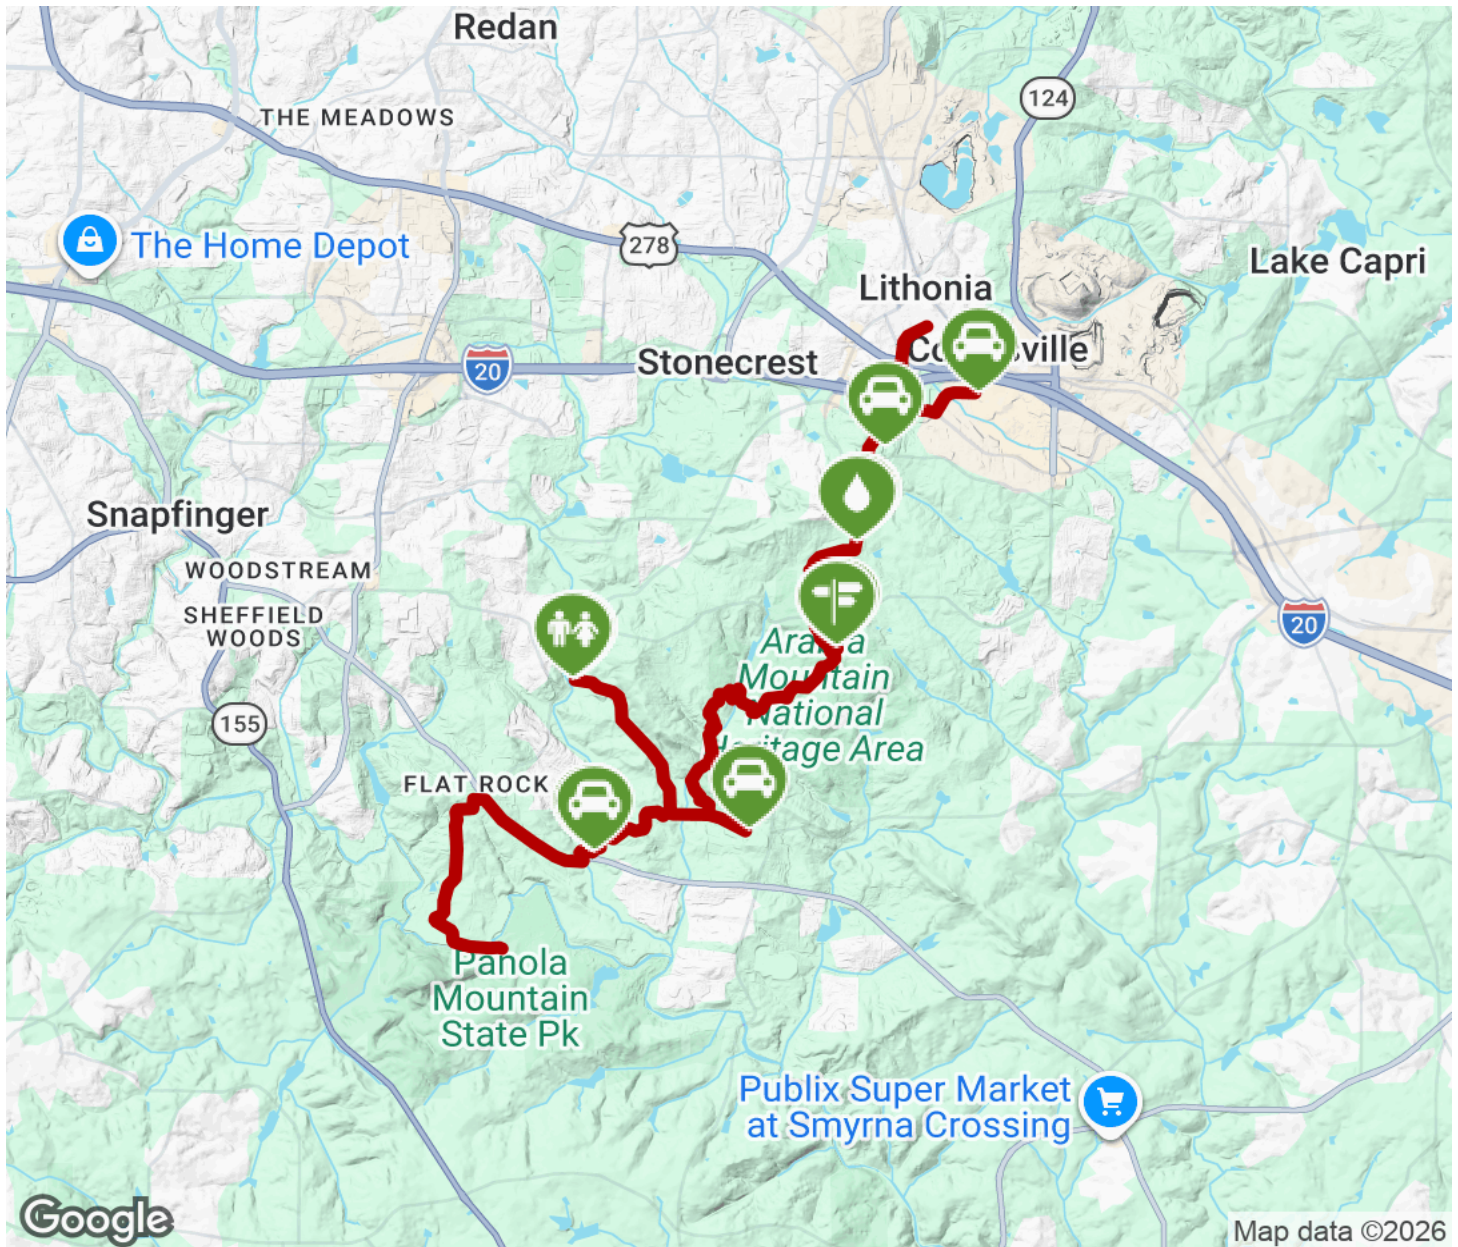 Redan
THE MEADOWS
124
The Home Depot
278
Lake Capri
Lithonia
Stonecrest
20
Snapfinger
WOODSTREAM
SHEFFIELD
WOODS
20
Mountain
National
Heritage Area
155
FLAT ROCK
Panola
Mountain
State Pk
Publix Super Market
at Smyrna Crossing
Google
Map data ©2026